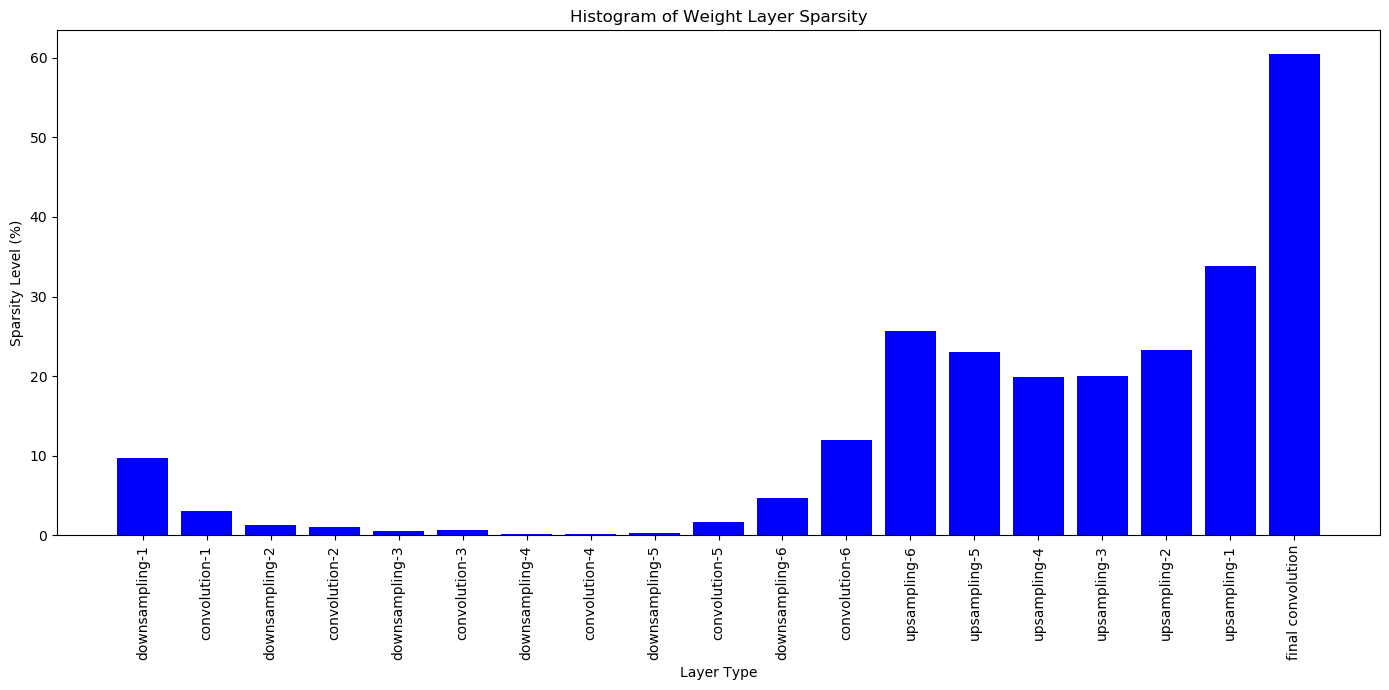 Histogram of Weight Layer Sparsity
Sparsity Level (%)
60
50
40
30
20
10
0
downsampling-1
convolution-1
downsampling-2
convolution-2
downsampling-3
convolution-3
downsampling-4
convolution-4
downsampling-5
convolution-5
downsampling-6
convolution-6
upsampling-6
upsampling-5
upsampling-4
upsampling-3
upsampling-2
upsampling-1
final convolution
Layer Type